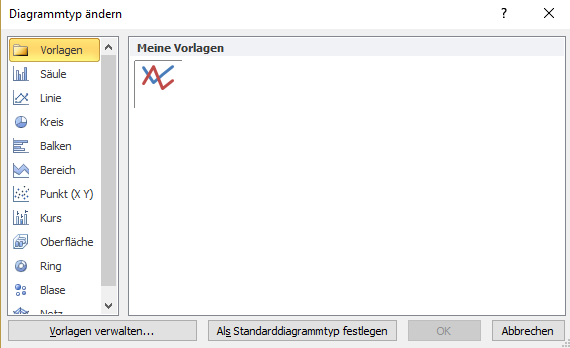 Diagrammtyp ändern
?
Vorlagen
Säule
Linie
Kreis
Balken
Bereich
Punkt (X Y)
Kurs
Oberfläche
Ring
Blase
Netz
Meine Vorlagen
Vorlagen verwalten...
Als Standarddiagrammtyp festlegen
OK
Abbrechen